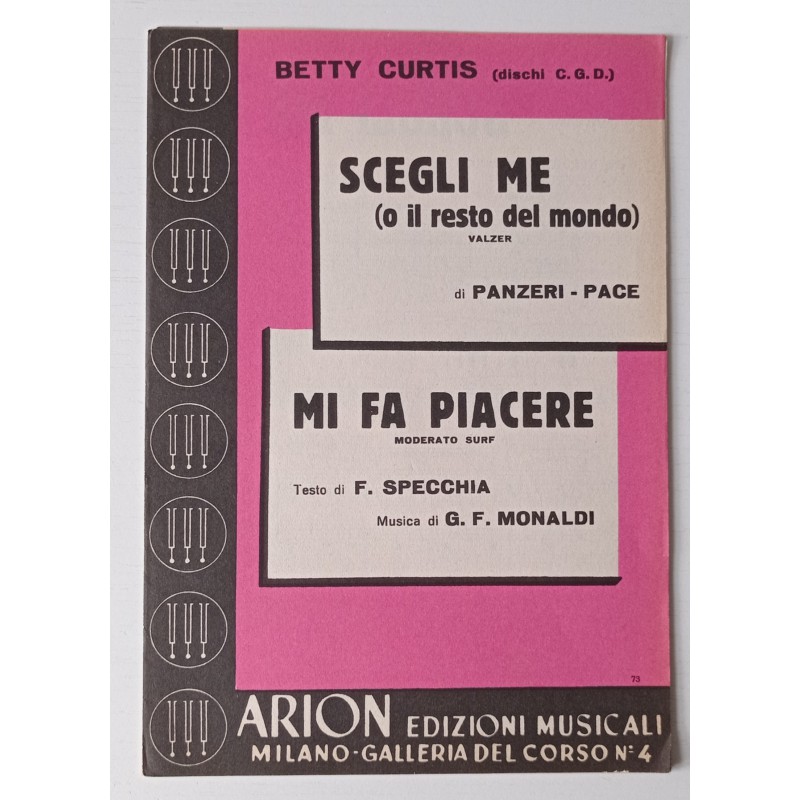 BETTY CURTIS (dischi C. G. D.)
SCEGLI ME
(o il resto del mondo)
VALZER
di PANZERI - PACE
MI FA PIACERE
MODERATO SURF
Testo di F. SPECCHIA
Musica di G. F. MONALDI
73
ARION EDIZIONI MUSICALI
MILANO-GALLERIA DEL CORSO Nº 4